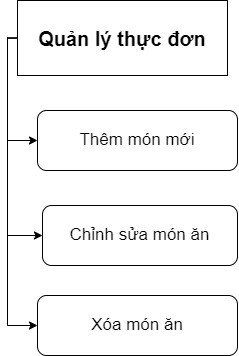 Quản lý thực đơn
Thêm món mới
Chỉnh sửa món ăn
Xóa món ăn